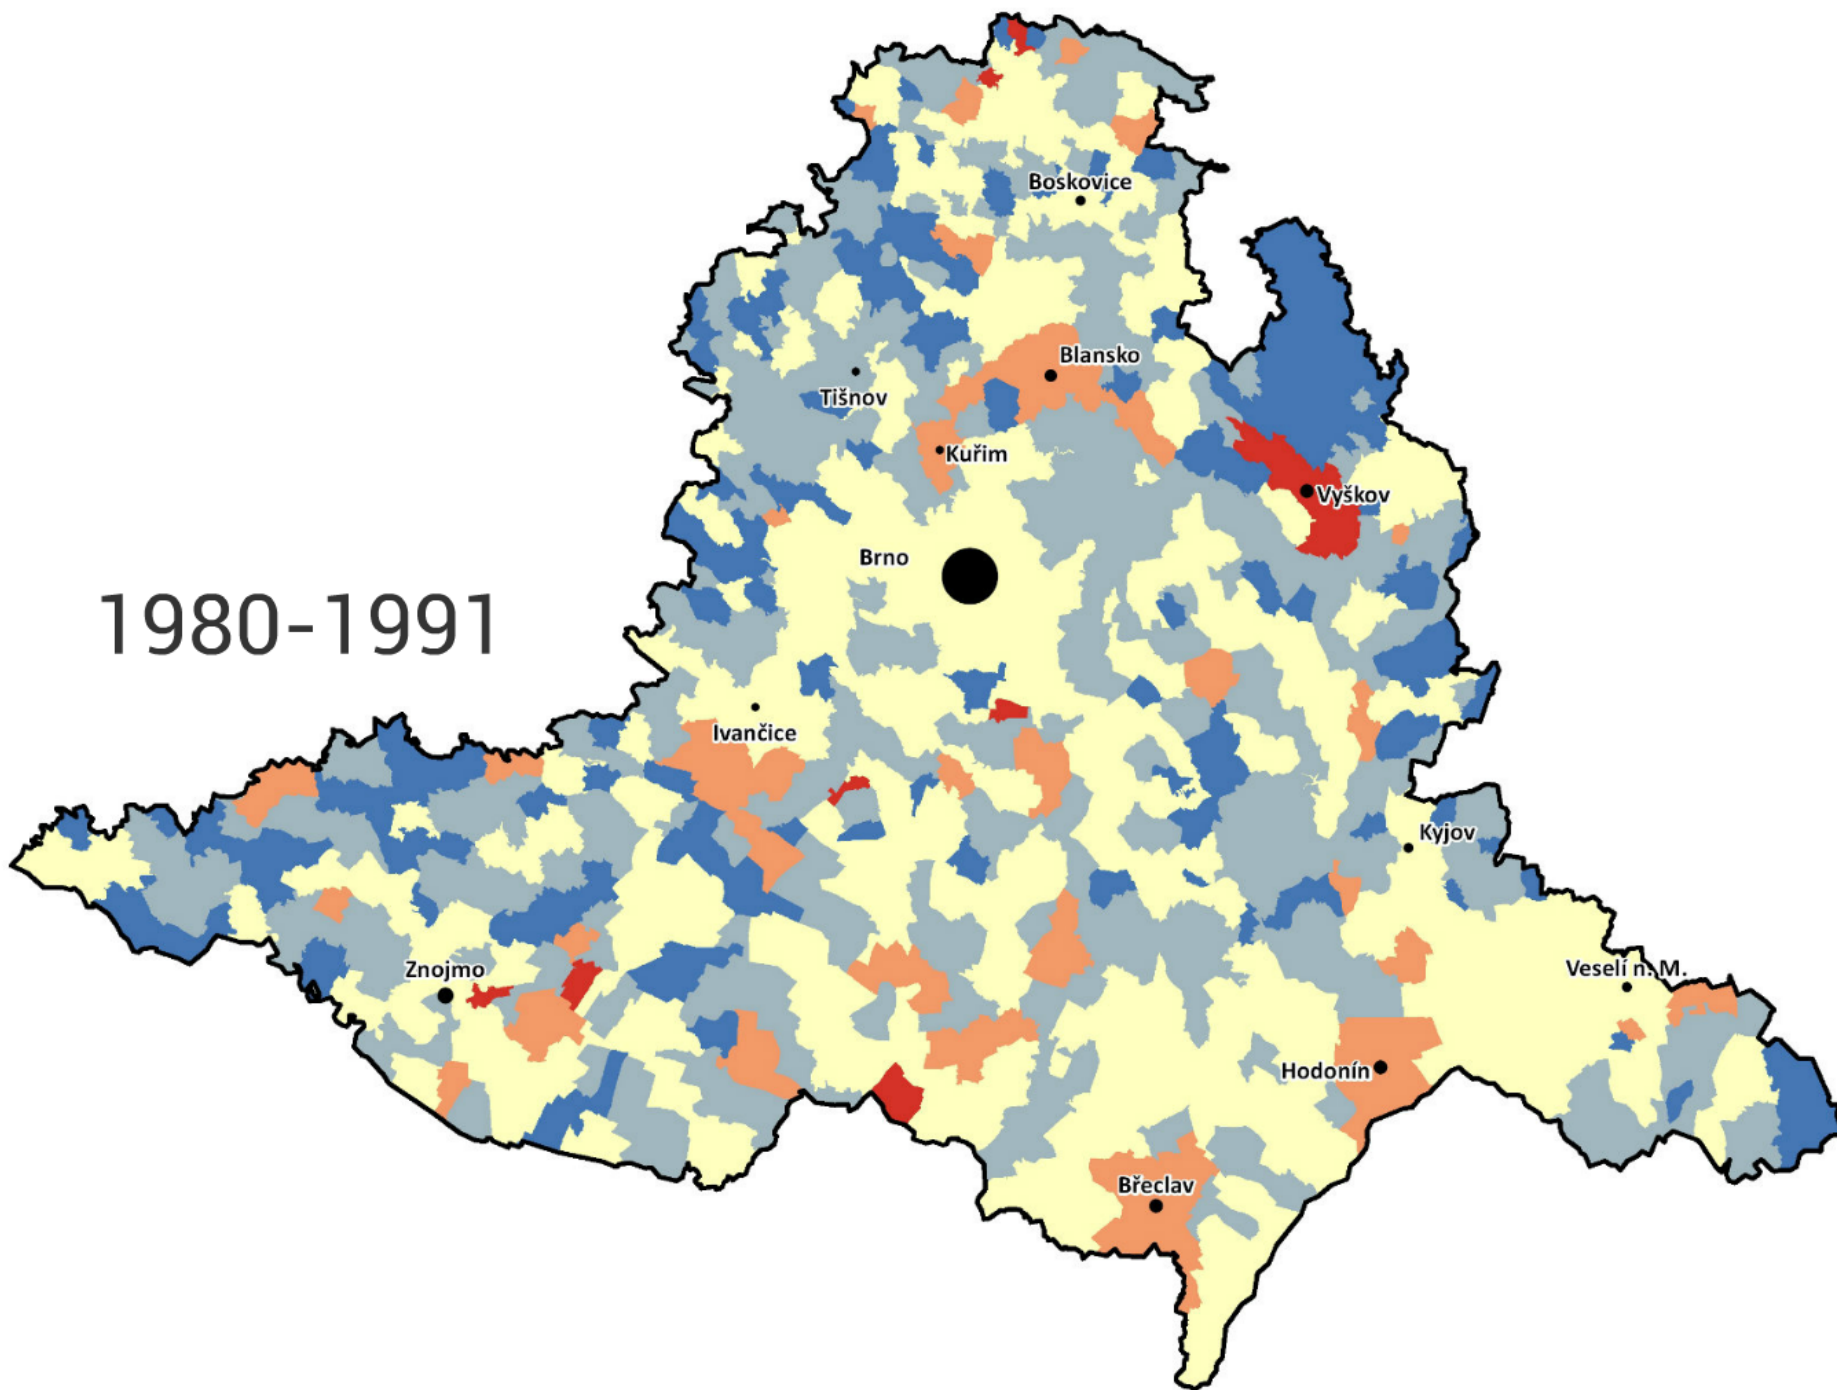 Boskovice
Blansko
Tišnov
Kuřim
Vyškov
Brno
1980-1991
Ivančice
Kyjov
Znojmo
Veselí n. M.
Hodonín
Břeclav